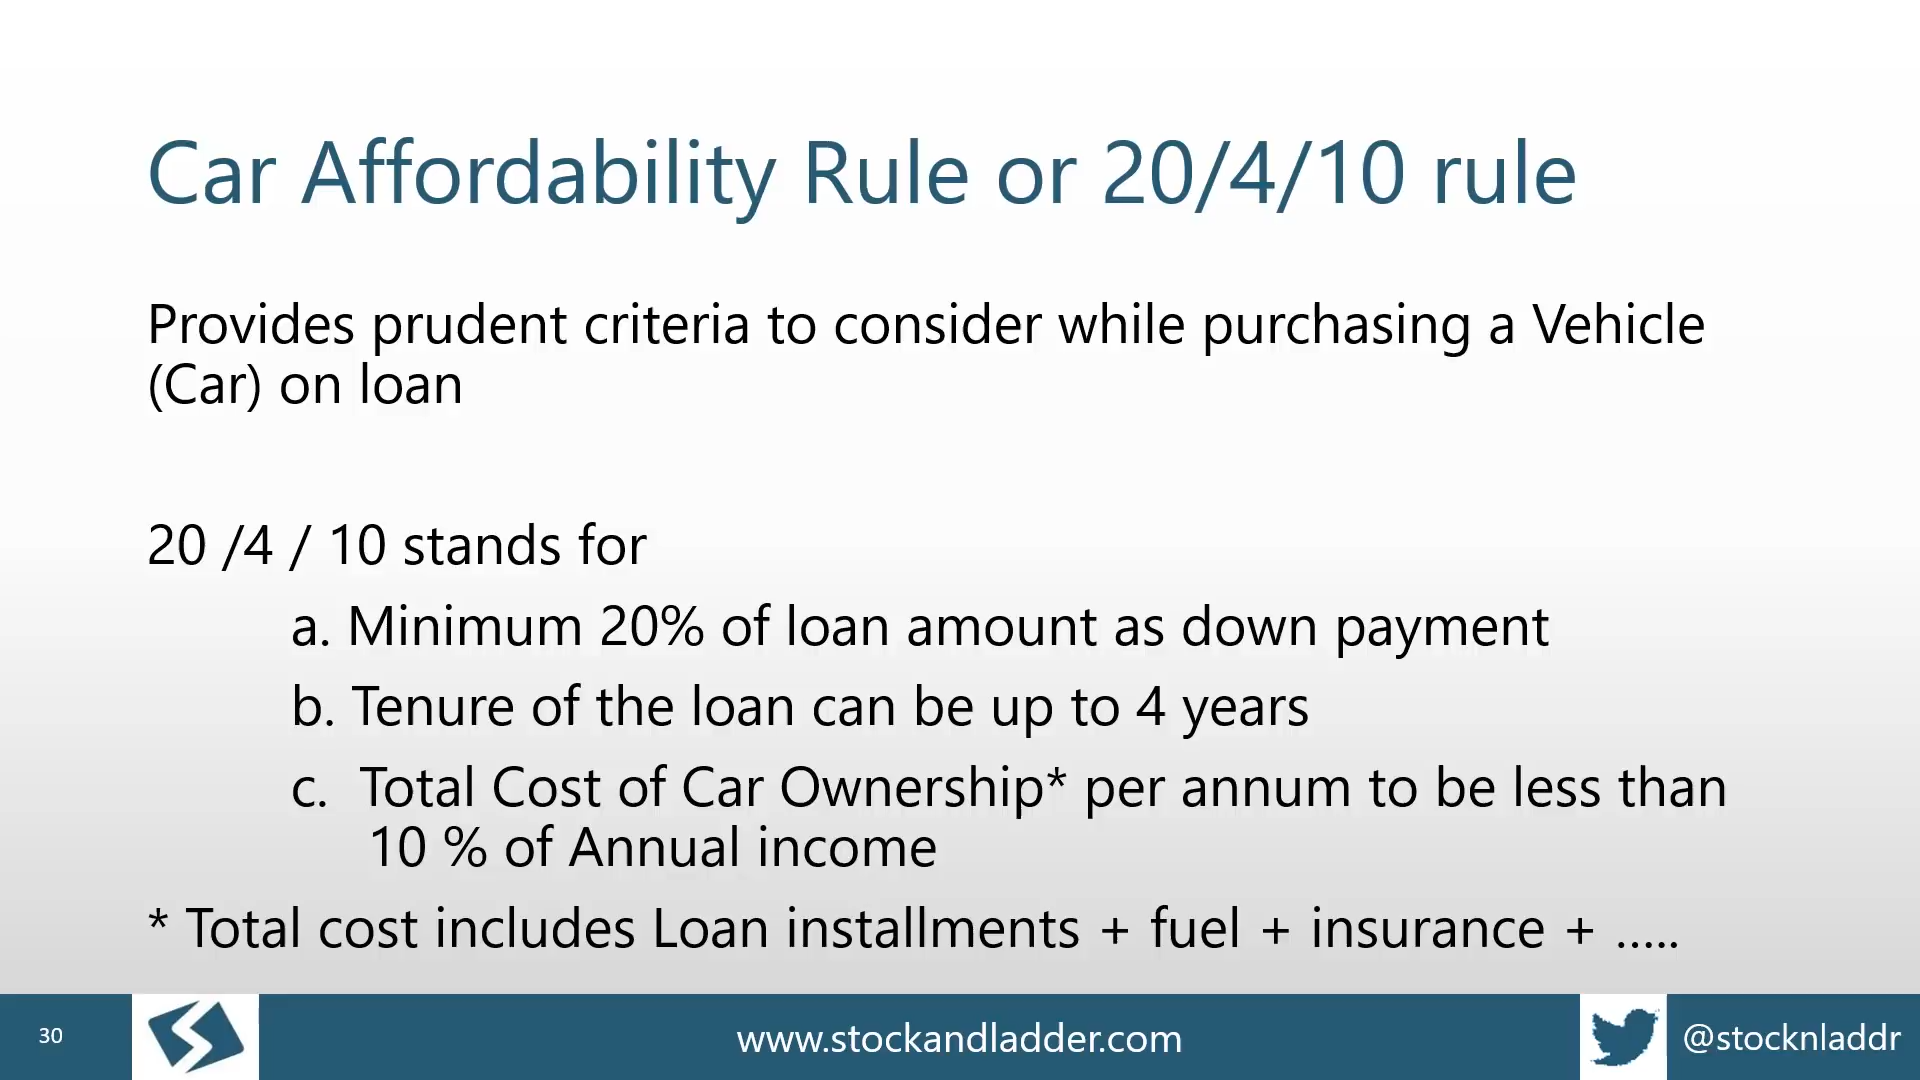 Car Affordability Rule or 20/4/10 rule
Provides prudent criteria to consider while purchasing a Vehicle
(Car) on loan
20 /4 / 10 stands for
a. Minimum 20% of loan amount as down payment
b. Tenure of the loan can be up to 4 years
c. Total Cost of Car Ownership* per annum to be less than
10 % of Annual income
* Total cost includes Loan installments + fuel + insurance + .....
30
www.stockandladder.com
@stocknladdr